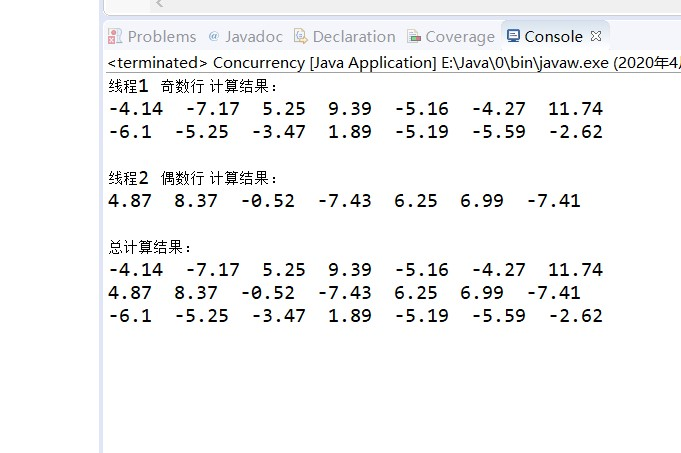 Problems @ Javadoc Declaration Coverage Console
<terminated> Concurrency [Java Application] E:\Java\0\bin\javaw.exe (2020年4
线程1 奇数行 计算结果：
-4.14 -7.17 5.25 9.39 -5.16 -4.27 11.74
-6.1 -5.25 -3.47 1.89 -5.19 -5.59 -2.62
线程2 偶数行 计算结果：
4.87 8.37 -0.52 -7.43 6.25 6.99 -7.41
总计算结果：
-4.14 -7.17 5.25 9.39 -5.16 -4.27 11.74
4.87 8.37 -0.52 -7.43 6.25 6.99 -7.41
-6.1 -5.25 -3.47 1.89 -5.19 -5.59 -2.62